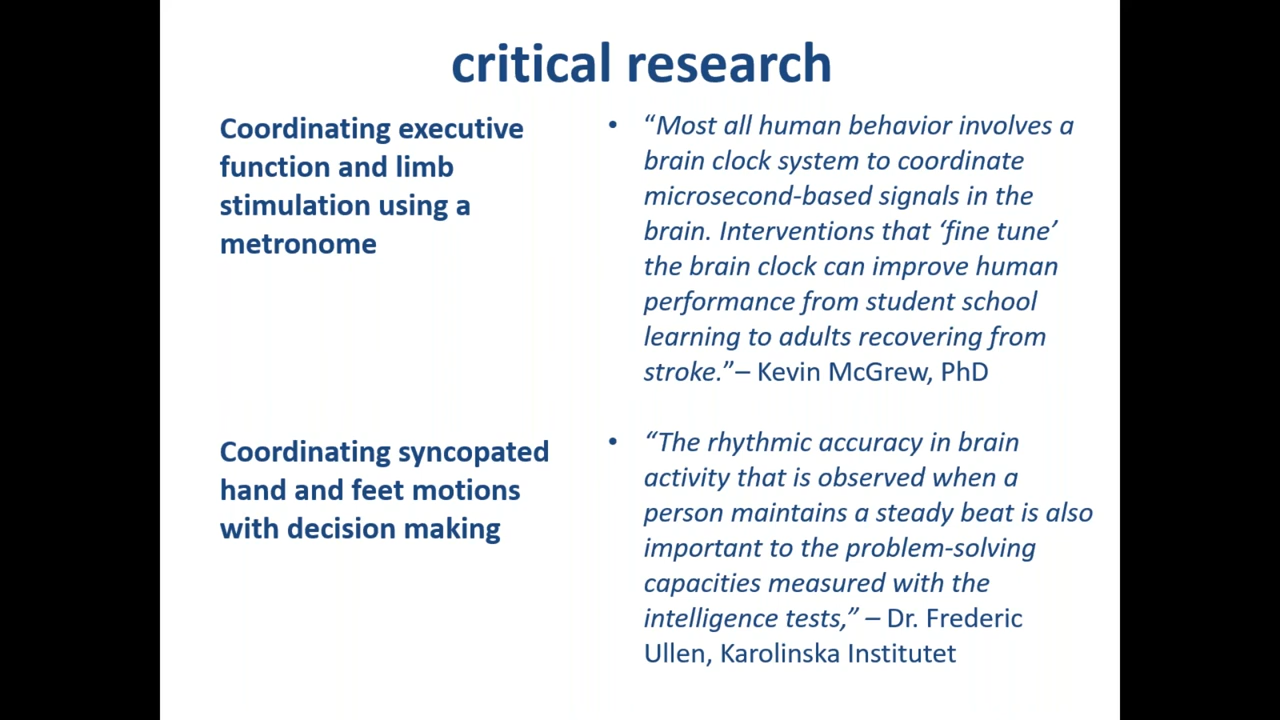 critical research
Coordinating executive
function and limb
stimulation using a
metronome
• “Most all human behavior involves a
brain clock system to coordinate
microsecond-based signals in the
brain. Interventions that ‘fine tune’
the brain clock can improve human
performance from student school
learning to adults recovering from
stroke.”– Kevin McGrew, PhD
Coordinating syncopated
hand and feet motions
with decision making
• “The rhythmic accuracy in brain
activity that is observed when a
person maintains a steady beat is also
important to the problem-solving
capacities measured with the
intelligence tests,” – Dr. Frederic
Ullen, Karolinska Institutet